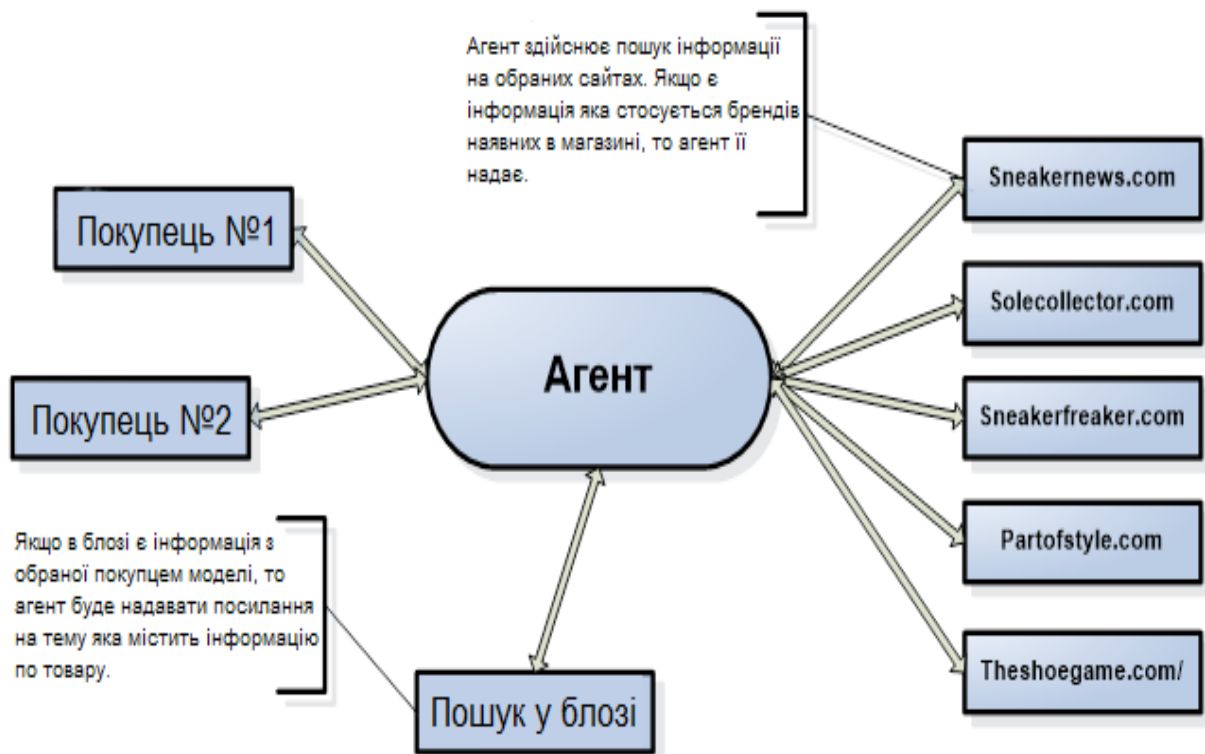 Агент здійснює пошук інформації
на обраних сайтах. Якщо є
інформація яка стосується брендів
наявних в магазині, то агент її
надає.
Sneakernews.com
Покупець №1
Solecollector.com
Агент
Покупець №2
Sneakerfreaker.com
Partofstyle.com
Якщо в блозі є інформація з
обраної покупцем моделі, то
агент буде надавати посилання
на тему яка містить інформацію
по товару.
Theshoegame.com/
Пошук у блозі